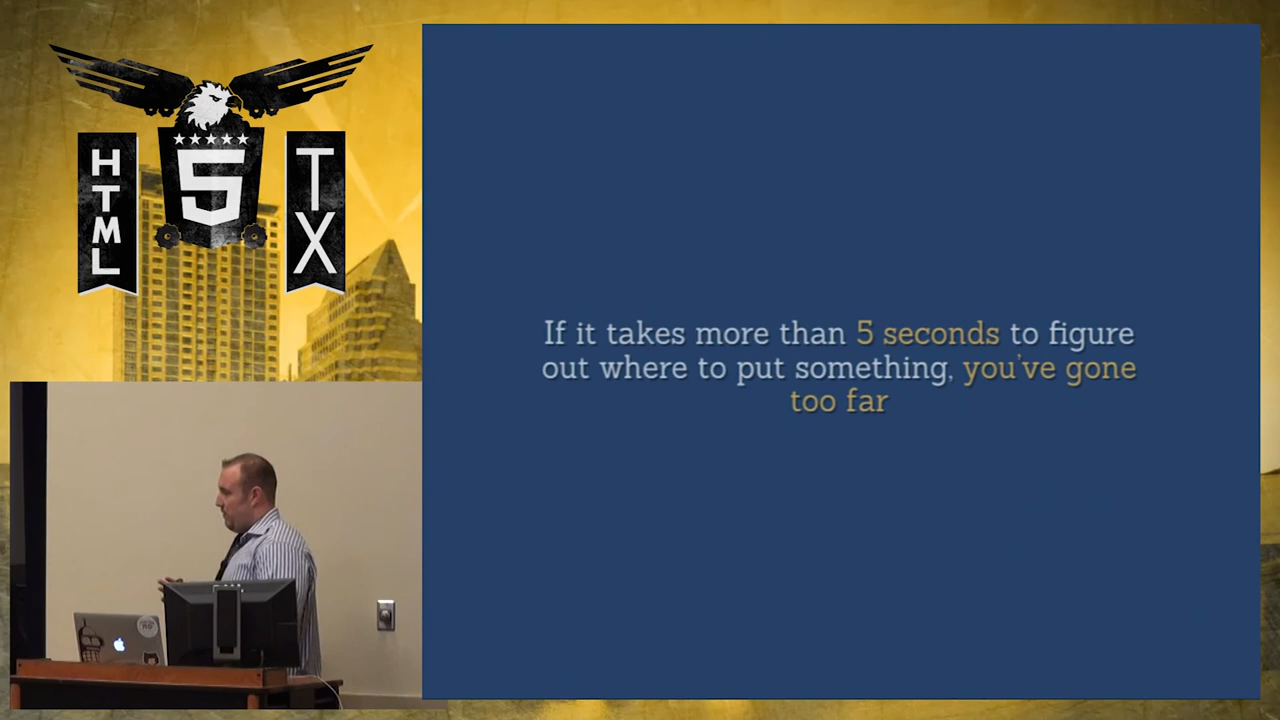 HTML
5
TX
If it takes more than 5 seconds to figure
out where to put something, you've gone
too far